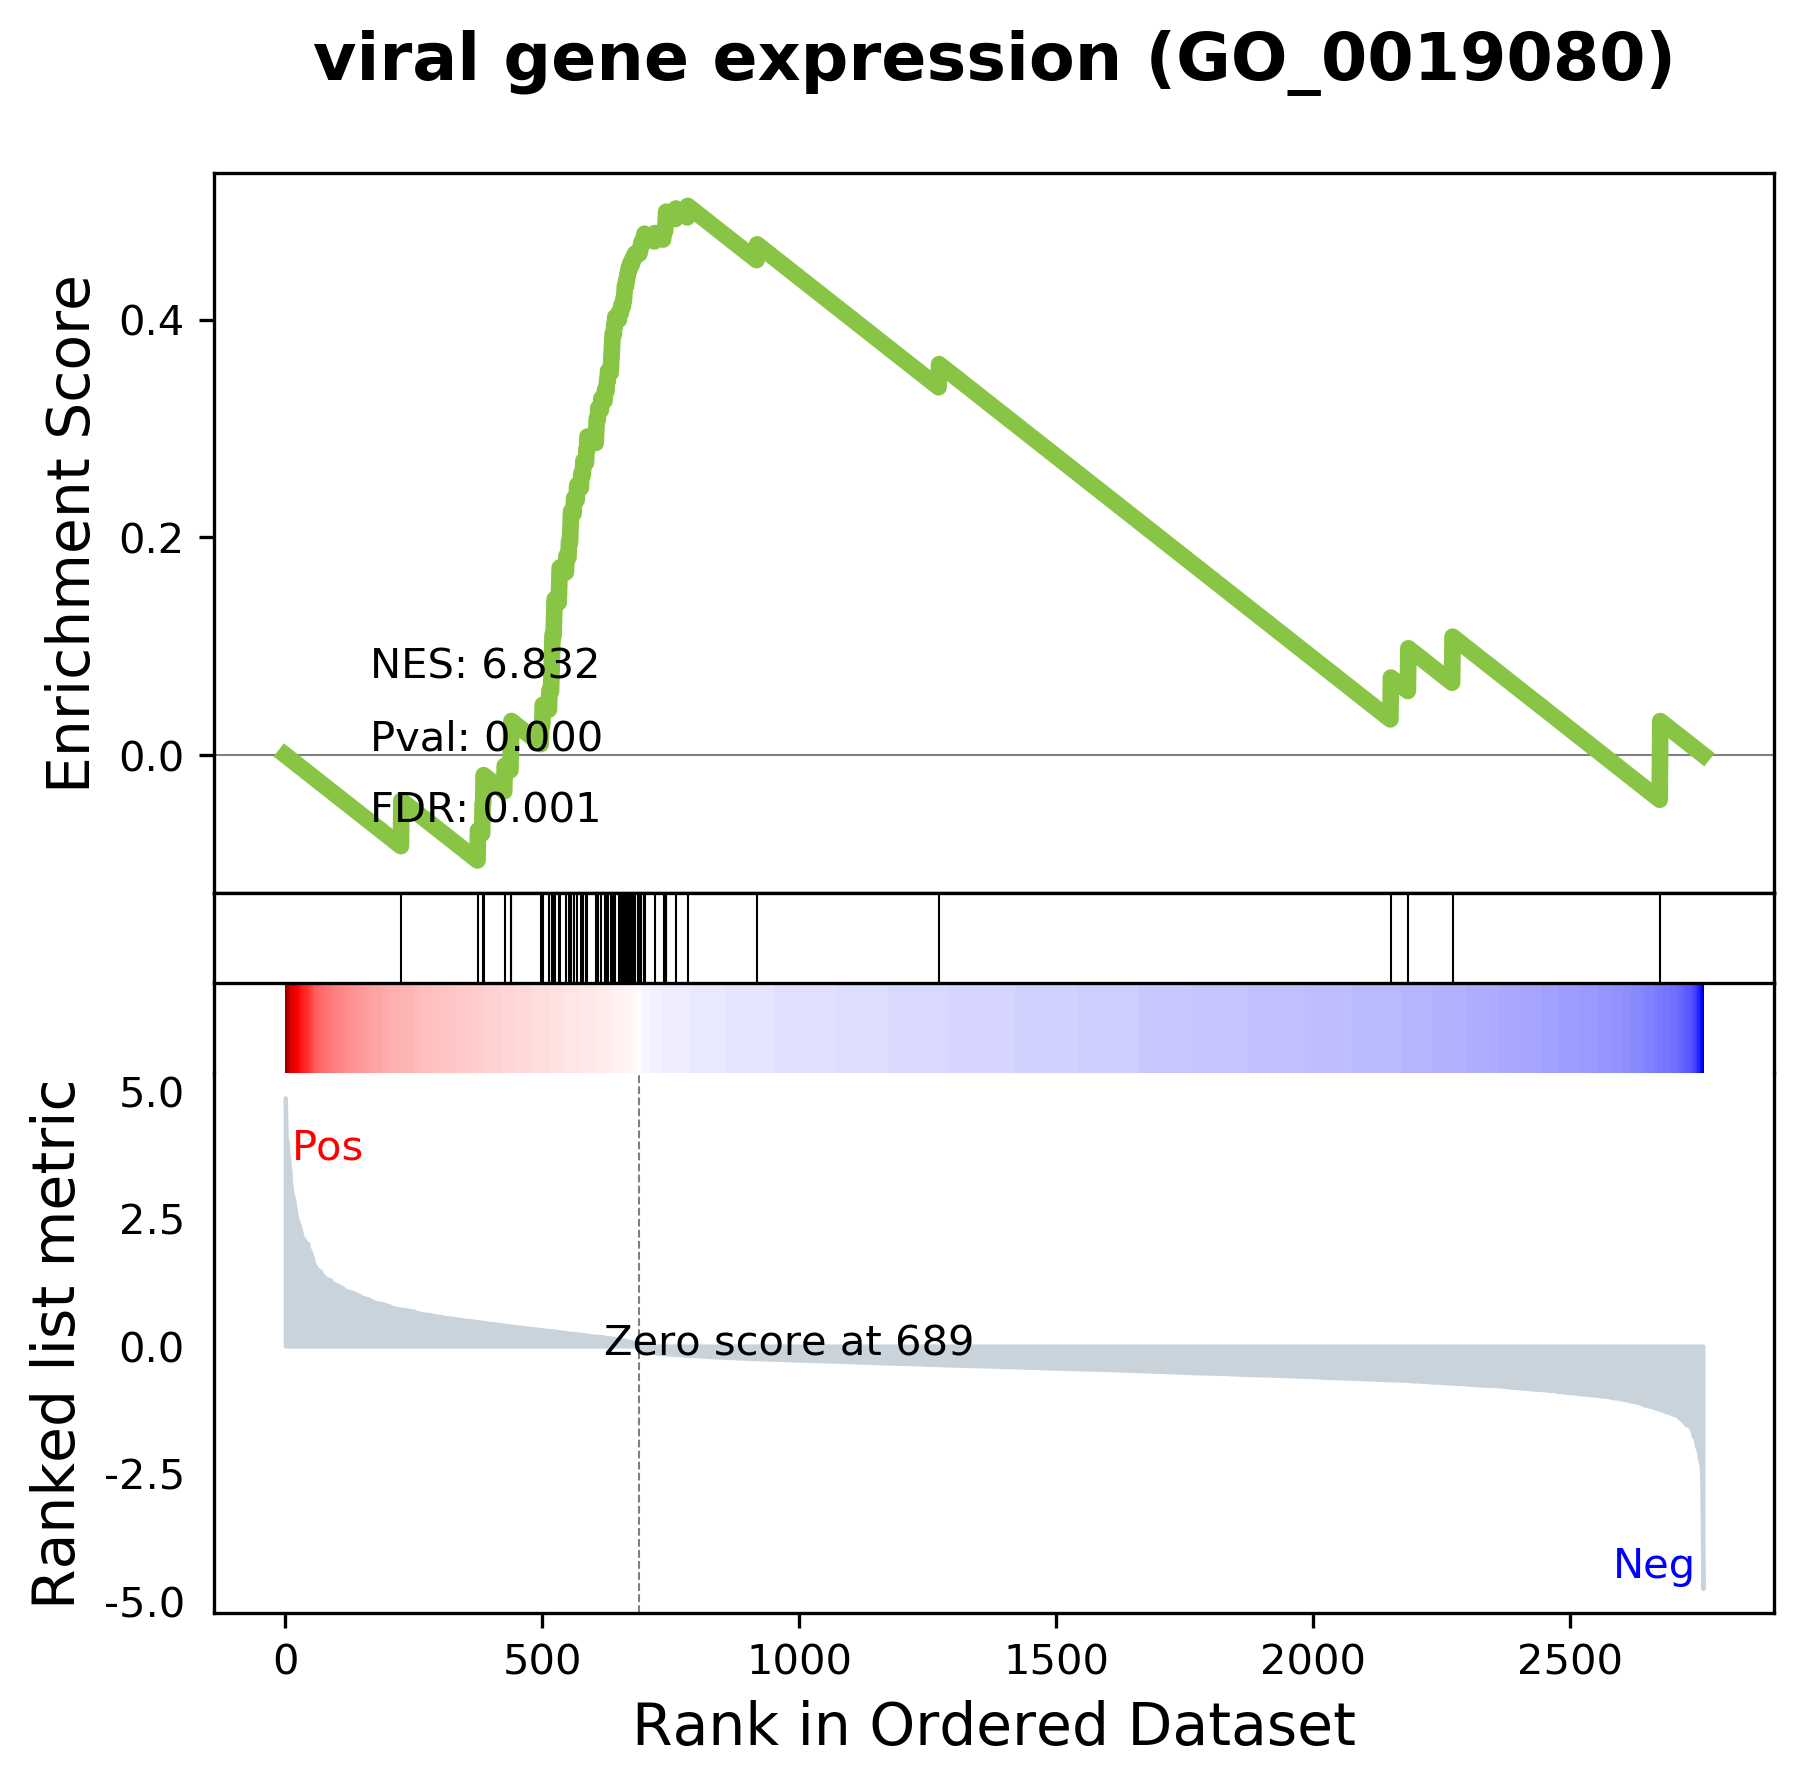 viral gene expression (GO_0019080)
Enrichment Score
0.4
0.2
0.0
NES: 6.832
Pval: 0.000
FDR: 0.001
Ranked list metric
5.0
2.5
0.0
-2.5
-5.0
Pos
Zero score at 689
Neg
0 500 1000 1500 2000 2500
Rank in Ordered Dataset